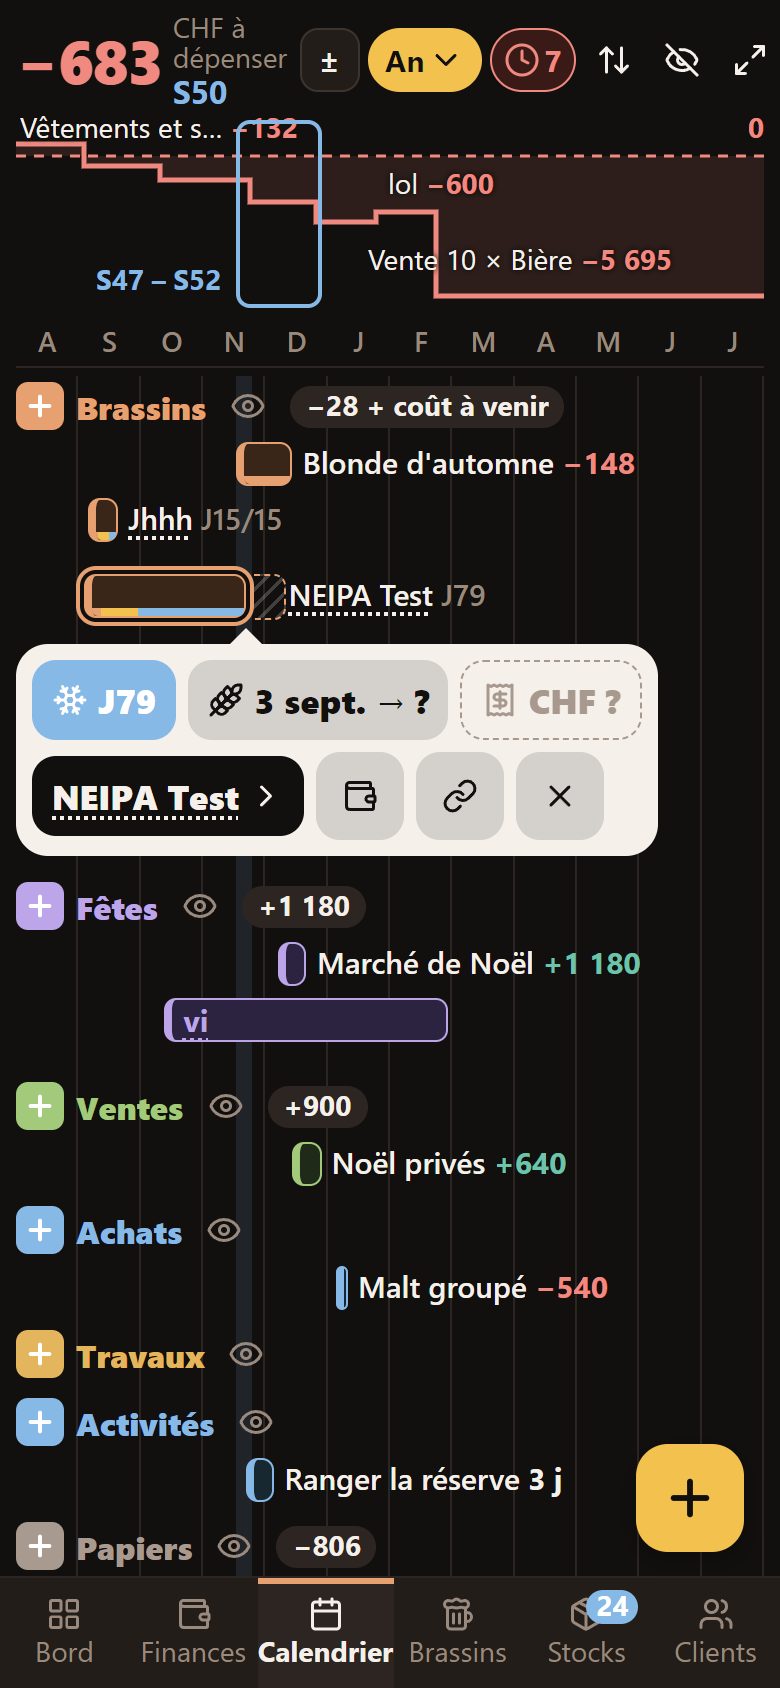 −683 CHF à dépenser S50 ± An 7
Vêtements et s... −132 0
lol −600
Vente 10 × Bière −5 695
S47 – S52
A S O N D J F M A M J J
Brassins −28 + coût à venir
Blonde d'automne −148
Jhhh J15/15
NEIPA Test J79
J79 3 sept. → ? CHF ?
NEIPA Test
Fêtes +1 180
Marché de Noël +1 180
vi
Ventes +900
Noël privés +640
Achats
Malt groupé −540
Travaux
Activités
Ranger la réserve 3 j
Papiers −806
24
Bord Finances Calendrier Brassins Stocks Clients